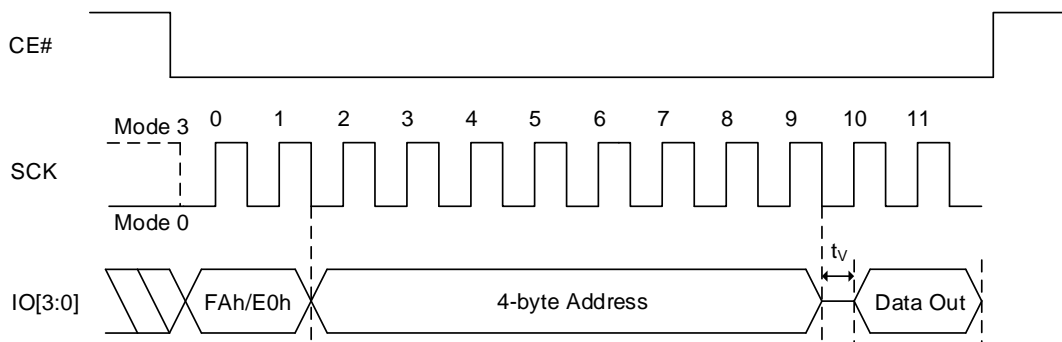 CE#
Mode 3 0 1 2 3 4 5 6 7 8 9 10 11
SCK
Mode 0
tV
IO[3:0] FAh/E0h 4-byte Address Data Out